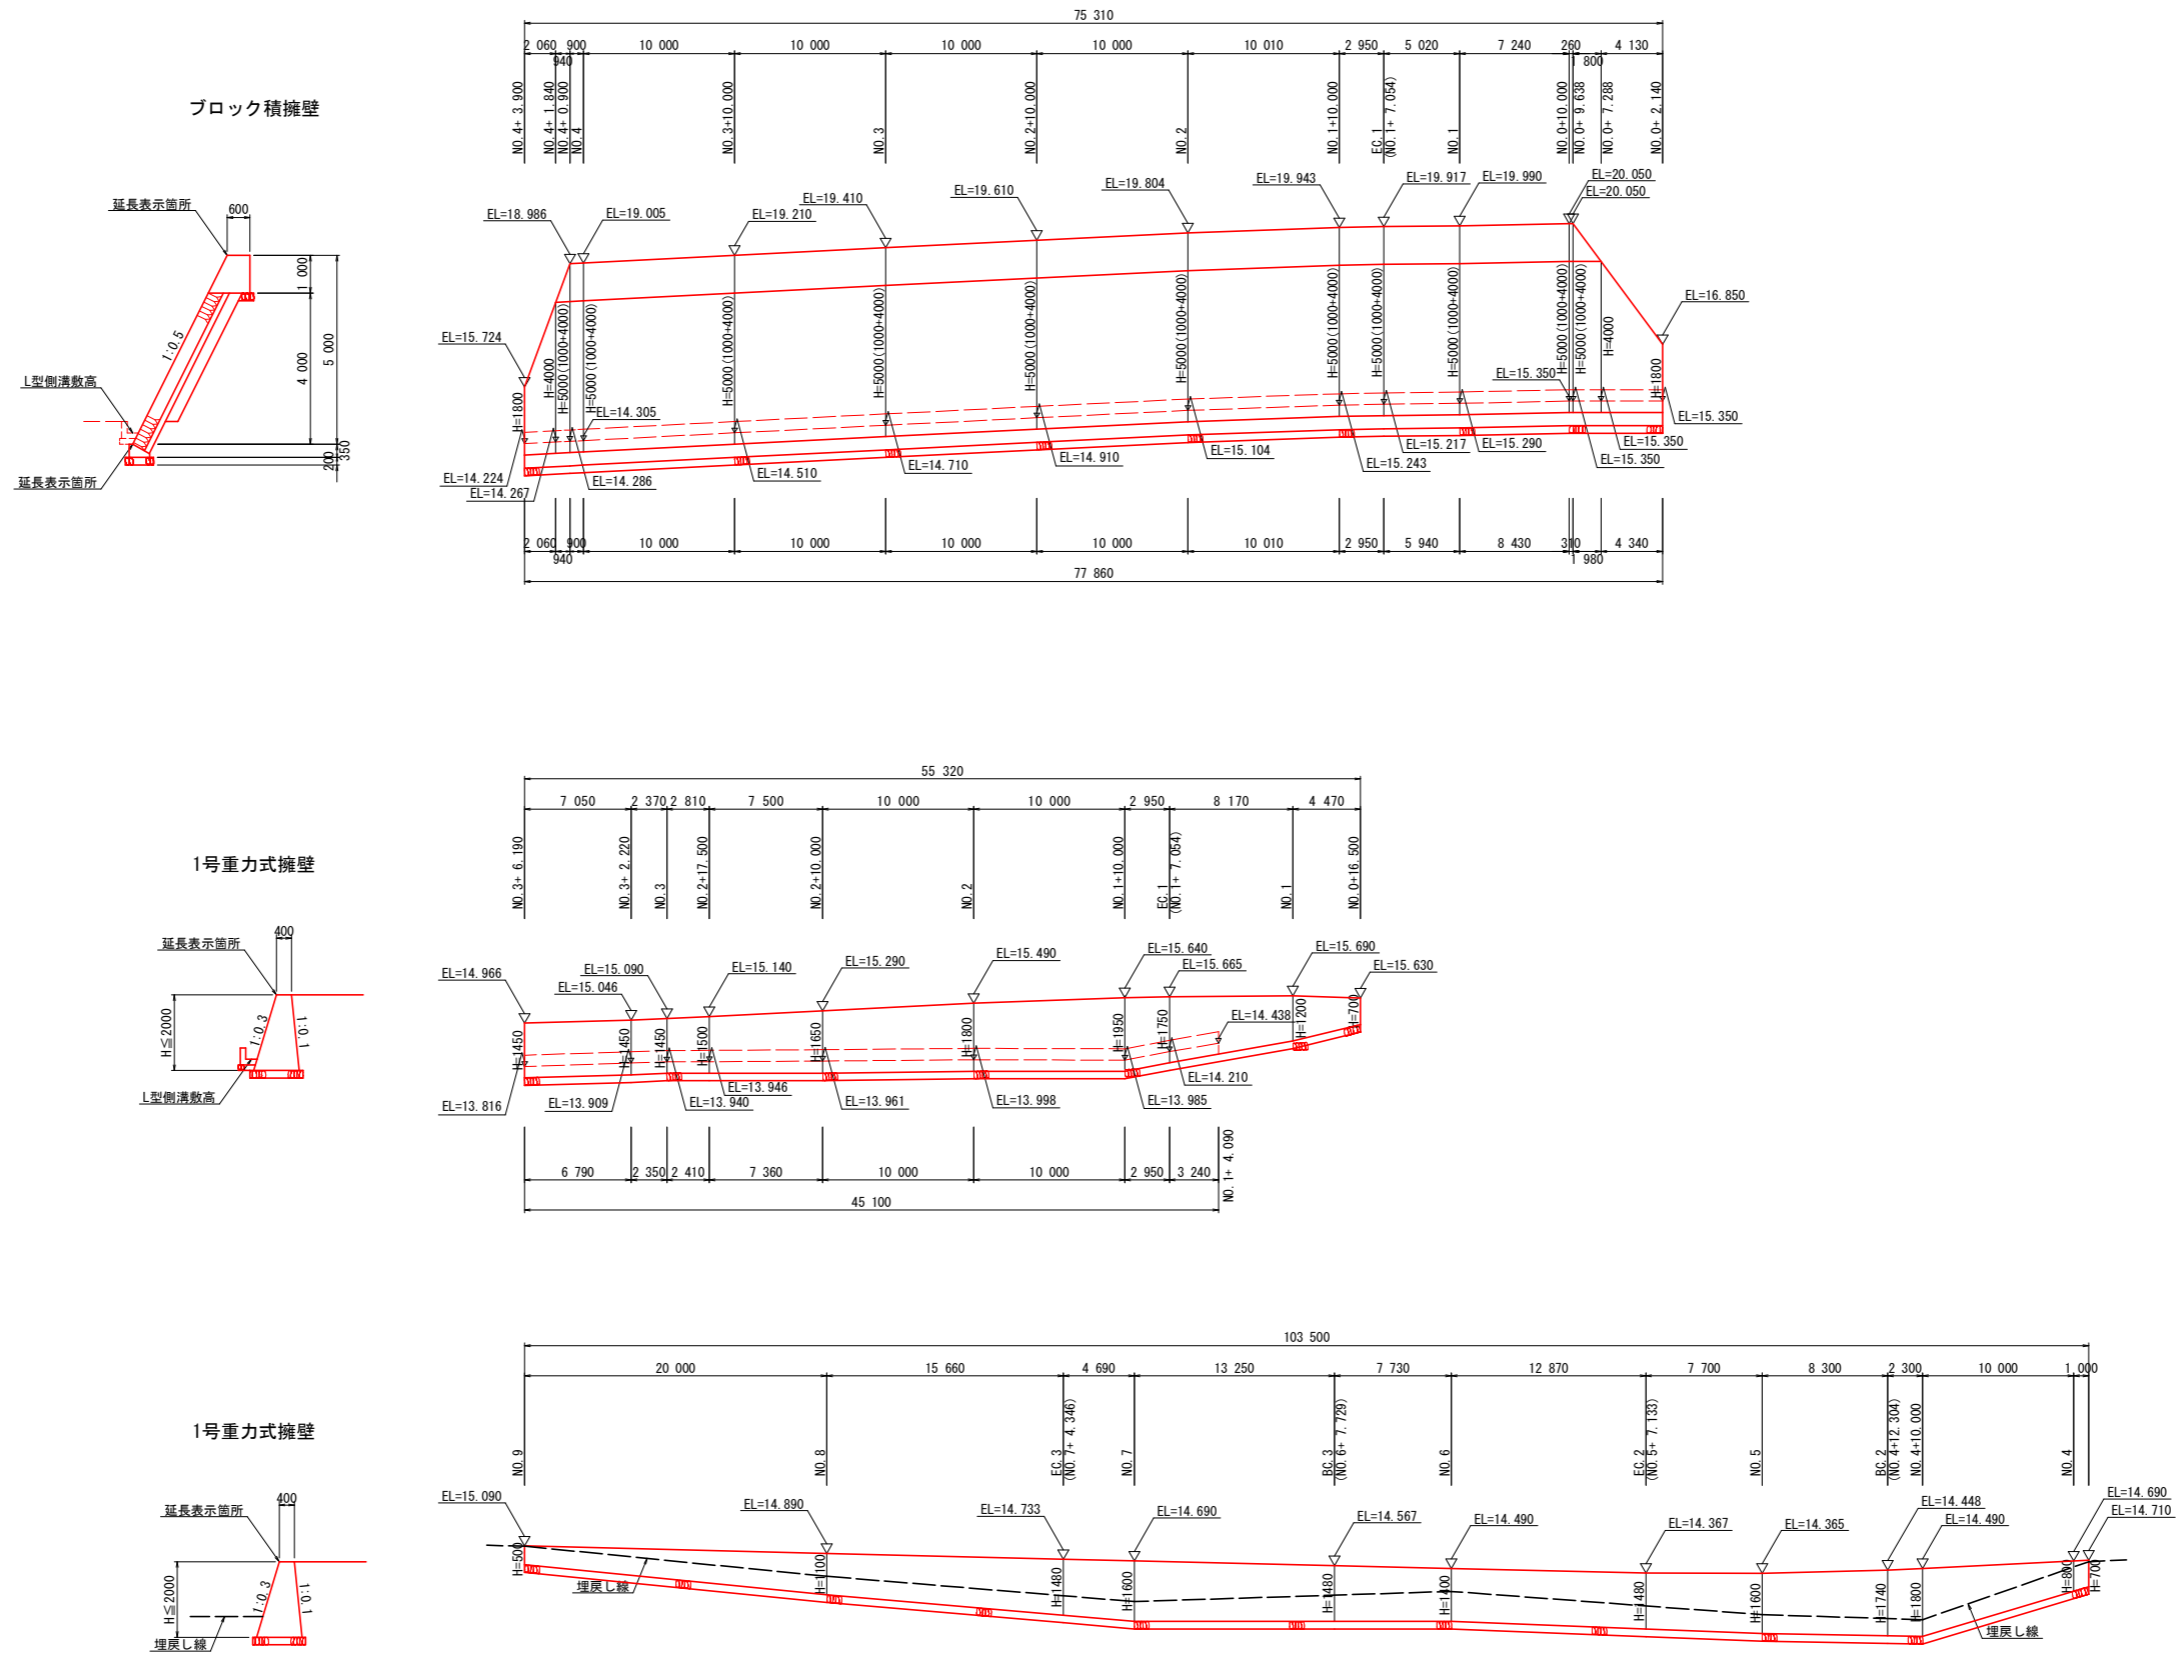 ブロック積擁壁
延長表示箇所
600
1 000
4 000
5 000
1:0.5
L型側溝敷高
延長表示箇所
200
350
75 310
2 060
940
900
10 000
10 000
10 000
10 000
10 010
2 950
5 020
7 240
260
1 800
4 130
NO.4+ 3.900
NO.4+ 1.840
NO.4+ 0.900
NO.4
NO.3+10.000
NO.3
NO.2+10.000
NO.2
NO.1+10.000
EC.1
(NO.1+ 7.054)
NO.1
NO.0+10.000
NO.0+ 9.638
NO.0+ 7.288
NO.0+ 2.140
EL=15.724
EL=18.986
EL=19.005
EL=19.210
EL=19.410
EL=19.610
EL=19.804
EL=19.943
EL=19.917
EL=19.990
EL=20.050
EL=20.050
EL=16.850
H=1800
H=4000
H=5000(1000+4000)
H=5000(1000+4000)
H=5000(1000+4000)
H=5000(1000+4000)
H=5000(1000+4000)
H=5000(1000+4000)
H=5000(1000+4000)
H=5000(1000+4000)
H=5000(1000+4000)
H=5000(1000+4000)
H=5000(1000+4000)
H=4000
H=1800
EL=14.224
EL=14.267
EL=14.286
EL=14.305
EL=14.510
EL=14.710
EL=14.910
EL=15.104
EL=15.243
EL=15.217
EL=15.290
EL=15.350
EL=15.350
EL=15.350
EL=15.350
2 060
940
900
10 000
10 000
10 000
10 000
10 010
2 950
5 940
8 430
310
1 980
4 340
77 860
1号重力式擁壁
延長表示箇所
400
H≦2000
1:0.3
1:0.1
L型側溝敷高
55 320
7 050
2 370
2 810
7 500
10 000
10 000
2 950
8 170
4 470
NO.3+ 6.190
NO.3+ 2.220
NO.3
NO.2+17.500
NO.2+10.000
NO.2
NO.1+10.000
EC.1
(NO.1+ 7.054)
NO.1
NO.0+16.500
EL=14.966
EL=15.046
EL=15.090
EL=15.140
EL=15.290
EL=15.490
EL=15.640
EL=15.665
EL=15.690
EL=15.630
H=1450
H=1450
H=1450
H=1500
H=1650
H=1800
H=1950
H=1750
H=1200
H=700
EL=13.816
EL=13.909
EL=13.940
EL=13.946
EL=13.961
EL=13.998
EL=13.985
EL=14.210
EL=14.438
6 790
2 350
2 410
7 360
10 000
10 000
2 950
3 240
NO.1+ 4.090
45 100
1号重力式擁壁
延長表示箇所
400
H≦2000
1:0.3
1:0.1
埋戻し線
103 500
20 000
15 660
4 690
13 250
7 730
12 870
7 700
8 300
2 300
10 000
1 000
NO.9
NO.8
EC.3
(NO.7+ 4.346)
NO.7
BC.3
(NO.6+ 7.729)
NO.6
EC.2
(NO.5+ 7.133)
NO.5
BC.2
(NO.4+12.304)
NO.4+10.000
NO.4
EL=15.090
EL=14.890
EL=14.733
EL=14.690
EL=14.567
EL=14.490
EL=14.367
EL=14.365
EL=14.448
EL=14.490
EL=14.690
EL=14.710
H=500
H=1100
H=1480
H=1600
H=1480
H=1400
H=1480
H=1600
H=1740
H=1800
H=800
H=700
埋戻し線
埋戻し線